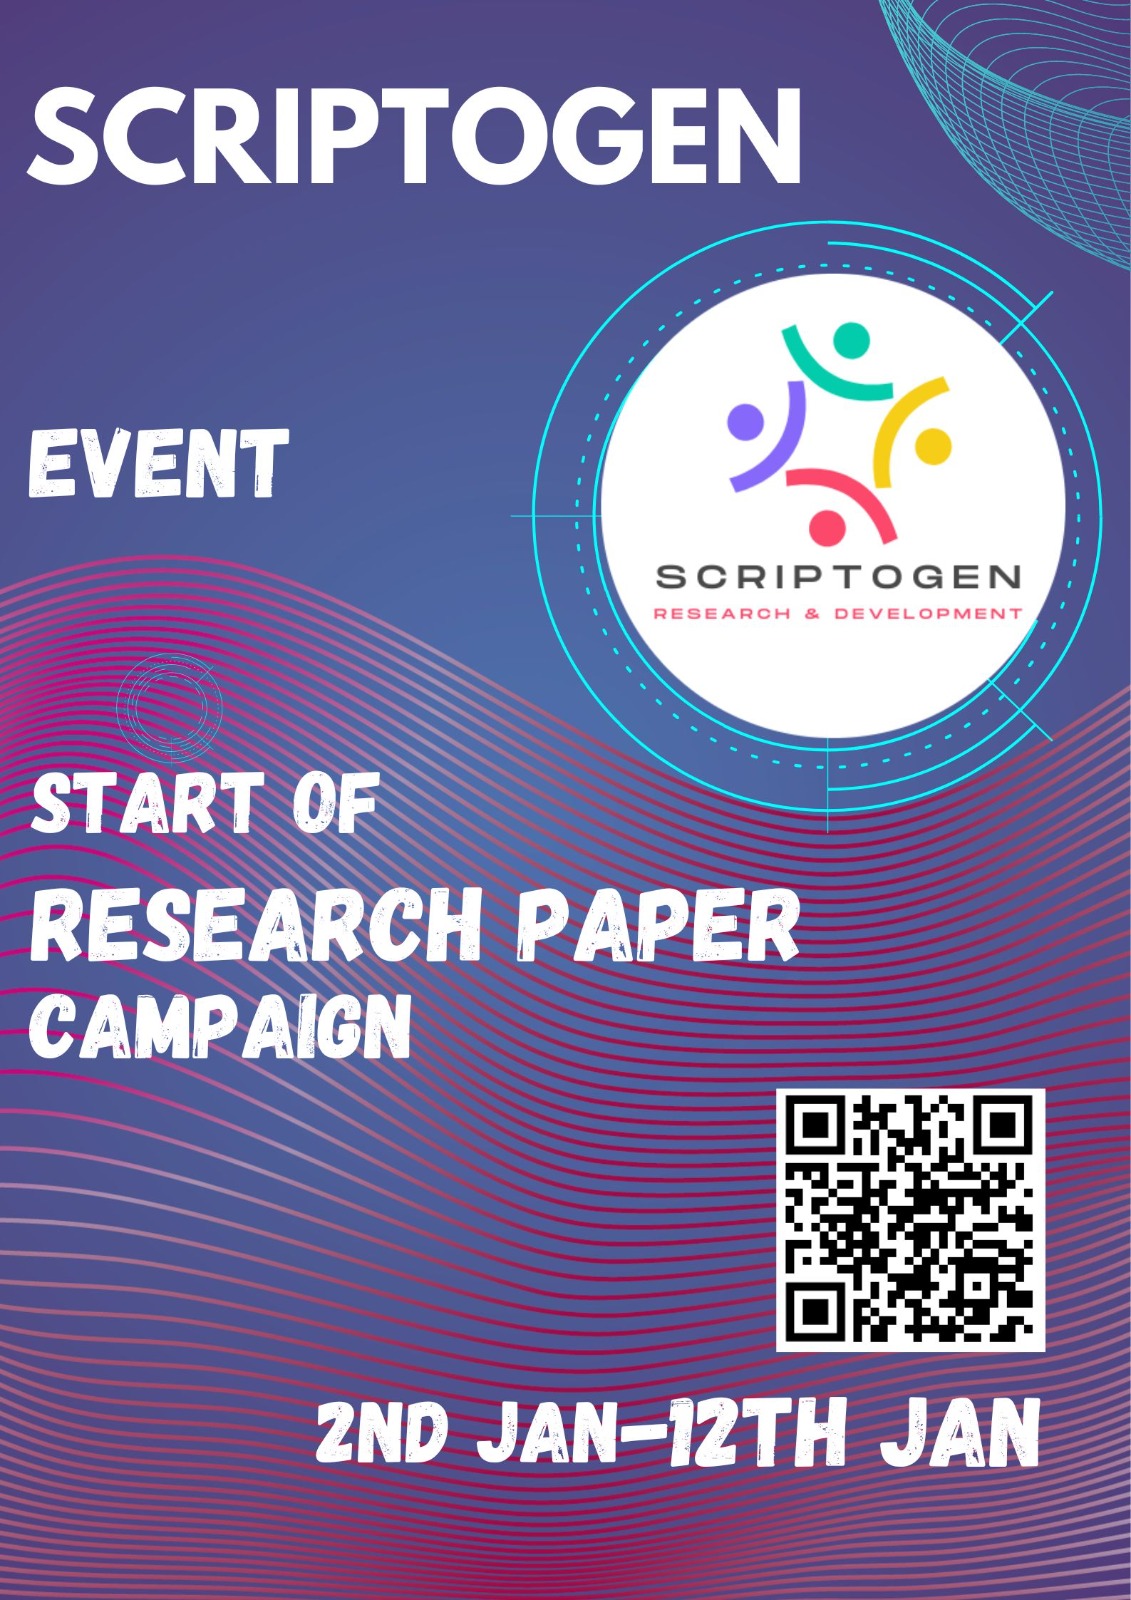 SCRIPTOGEN
EVENT
SCRIPTOGEN
RESEARCH & DEVELOPMENT
START OF
RESEARCH PAPER
CAMPAIGN
2ND JAN-12TH JAN